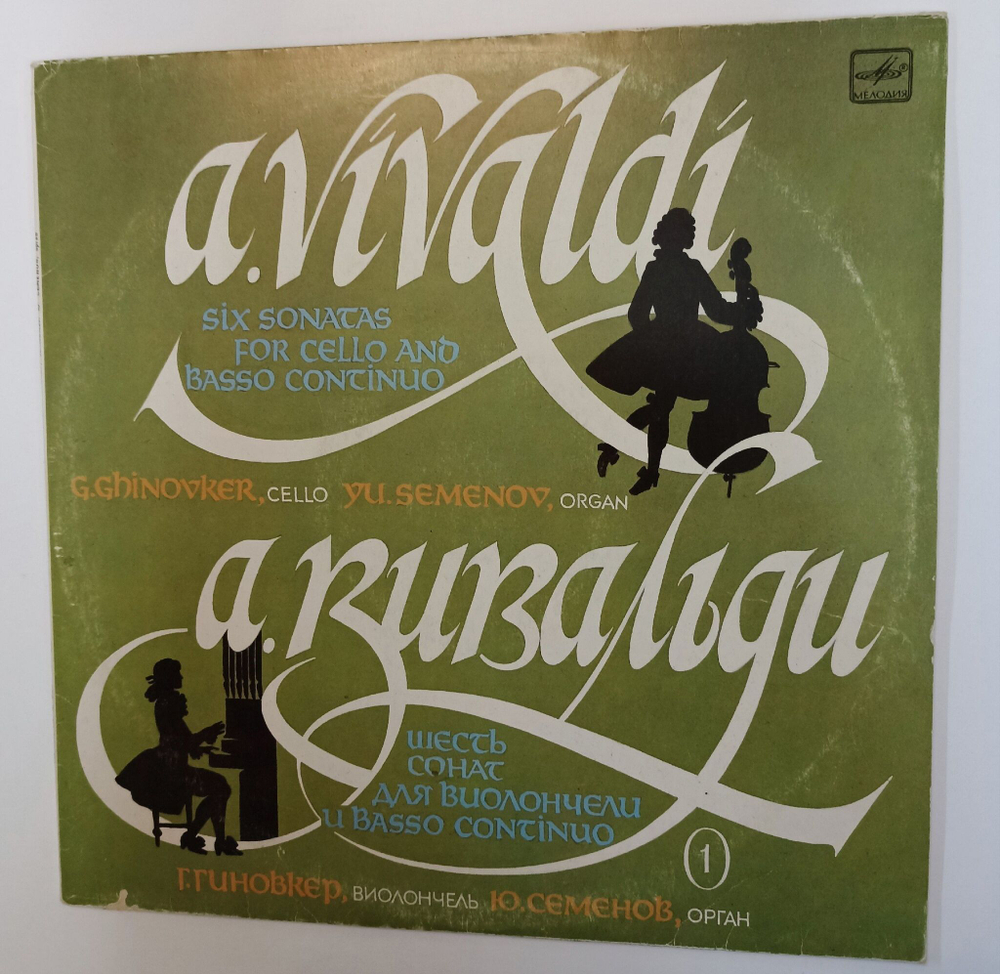 МЕЛОДИЯ
a. Vivaldi
six sonatas
for cello and
basso continuo
G. Ghinovker, CELLO Yu. Semenov, ORGAN
а. Вивальди
шесть
сонат
для виолончели
и basso continuo
1
Г. Гиновкер, ВИОЛОНЧЕЛЬ Ю. Семенов, ОРГАН